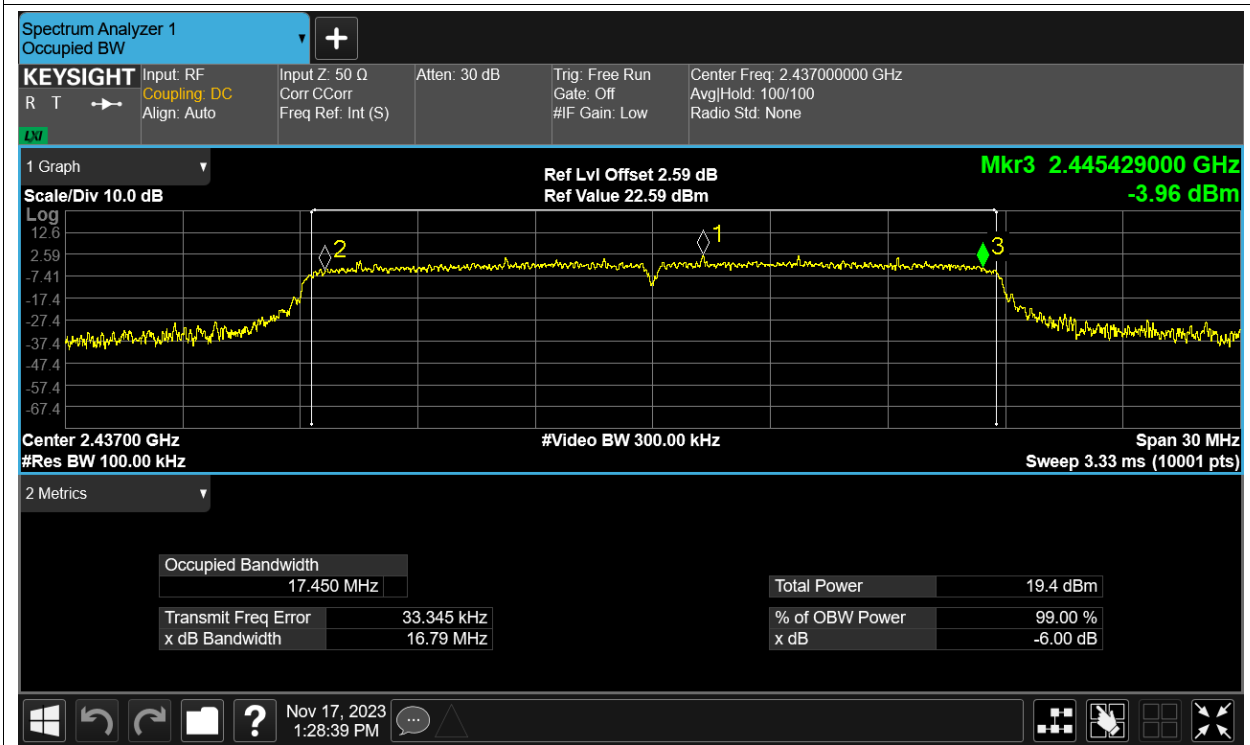 Spectrum Analyzer 1
Occupied BW
KEYSIGHT
R T
LXI
Input: RF
Coupling: DC
Align: Auto
Input Z: 50 Ω
Corr CCorr
Freq Ref: Int (S)
Atten: 30 dB
Trig: Free Run
Gate: Off
#IF Gain: Low
Center Freq: 2.437000000 GHz
Avg|Hold: 100/100
Radio Std: None
1 Graph
Scale/Div 10.0 dB
Ref Lvl Offset 2.59 dB
Ref Value 22.59 dBm
Mkr3 2.445429000 GHz
-3.96 dBm
Log
12.6
2.59
-7.41
-17.4
-27.4
-37.4
-47.4
-57.4
-67.4
2
1
3
Center 2.43700 GHz
#Res BW 100.00 kHz
#Video BW 300.00 kHz
Span 30 MHz
Sweep 3.33 ms (10001 pts)
2 Metrics
Occupied Bandwidth
17.450 MHz
Transmit Freq Error 33.345 kHz
x dB Bandwidth 16.79 MHz
Total Power 19.4 dBm
% of OBW Power 99.00 %
x dB -6.00 dB
?
Nov 17, 2023
1:28:39 PM